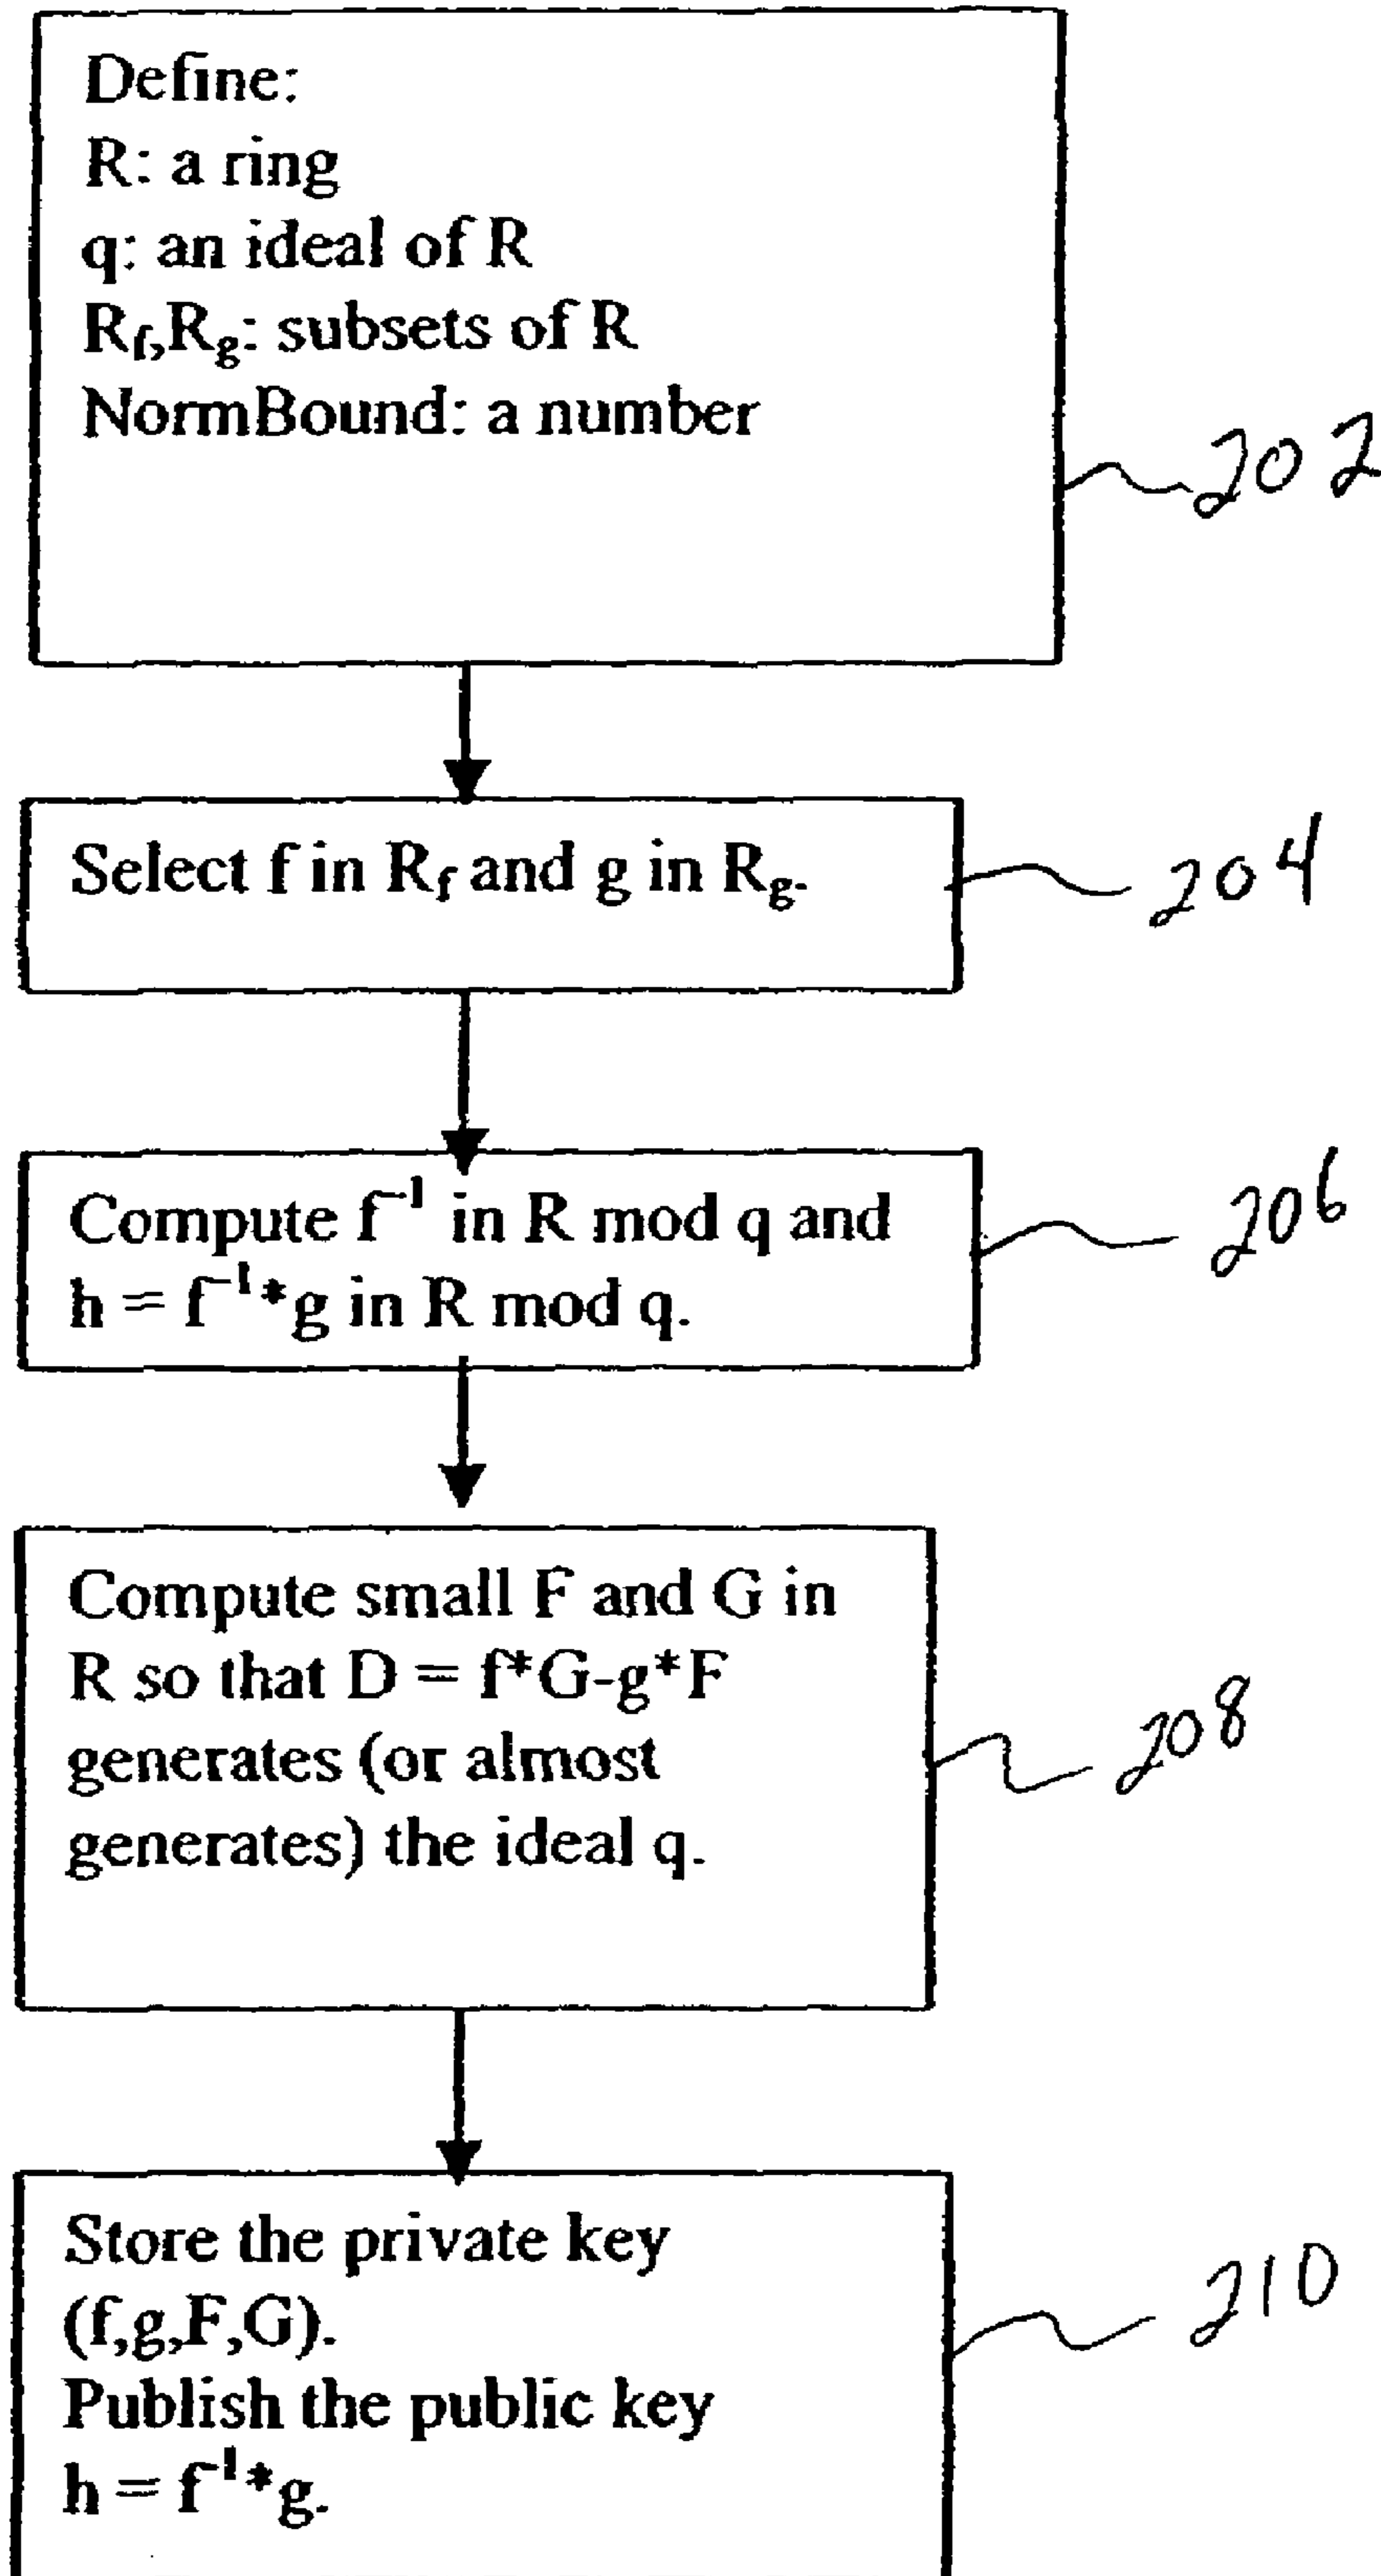 Define:
R: a ring
q: an ideal of R
R_f,R_g: subsets of R
NormBound: a number
202
Select f in R_f and g in R_g.
204
Compute f⁻¹ in R mod q and
h = f⁻¹*g in R mod q.
206
Compute small F and G in
R so that D = f*G-g*F
generates (or almost
generates) the ideal q.
208
Store the private key
(f,g,F,G).
Publish the public key
h = f⁻¹*g.
210